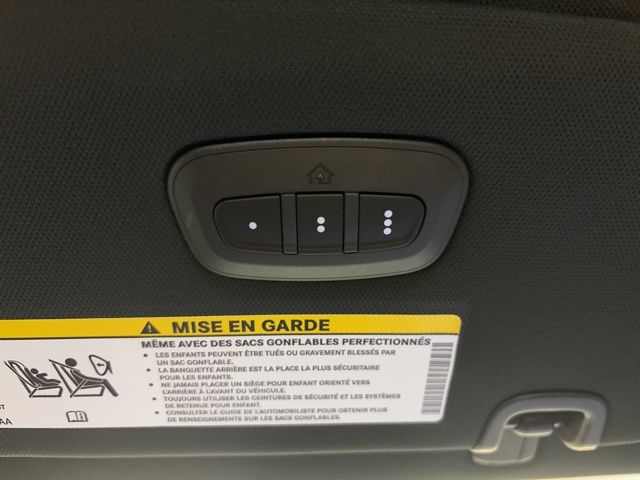 MISE EN GARDE
MÊME AVEC DES SACS GONFLABLES PERFECTIONNÉS
• LES ENFANTS PEUVENT ÊTRE TUÉS OU GRAVEMENT BLESSÉS PAR
UN SAC GONFLABLE.
• LA BANQUETTE ARRIÈRE EST LA PLACE LA PLUS SÉCURITAIRE
POUR LES ENFANTS.
• NE JAMAIS PLACER UN SIÈGE POUR ENFANT ORIENTÉ VERS
L'ARRIÈRE À L'AVANT DU VÉHICULE.
• TOUJOURS UTILISER LES CEINTURES DE SÉCURITÉ ET LES SYSTÈMES
DE RETENUE POUR ENFANT.
• CONSULTER LE GUIDE DE L'AUTOMOBILISTE POUR OBTENIR PLUS
DE RENSEIGNEMENTS SUR LES SACS GONFLABLES.
ST
AA